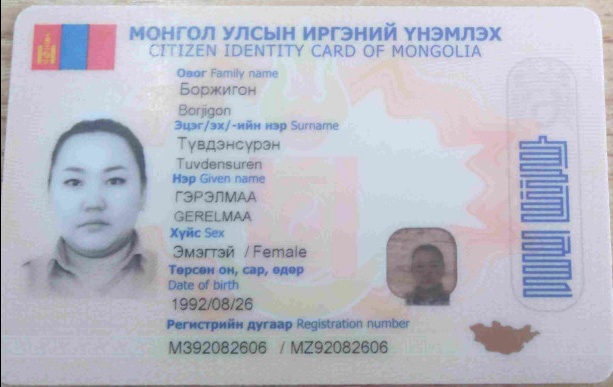 МОНГОЛ УЛСЫН ИРГЭНИЙ ҮНЭМЛЭХ
CITIZEN IDENTITY CARD OF MONGOLIA
Овог Family name
Боржигон
Borjigon
Эцэг/эх/-ийн нэр Surname
Түвдэнсүрэн
Tuvdensuren
Нэр Given name
ГЭРЭЛМАА
GERELMAA
Хүйс Sex
Эмэгтэй / Female
Төрсөн он, сар, өдөр
Date of birth
1992/08/26
Регистрийн дугаар Registration number
МЗ92082606 / MZ92082606